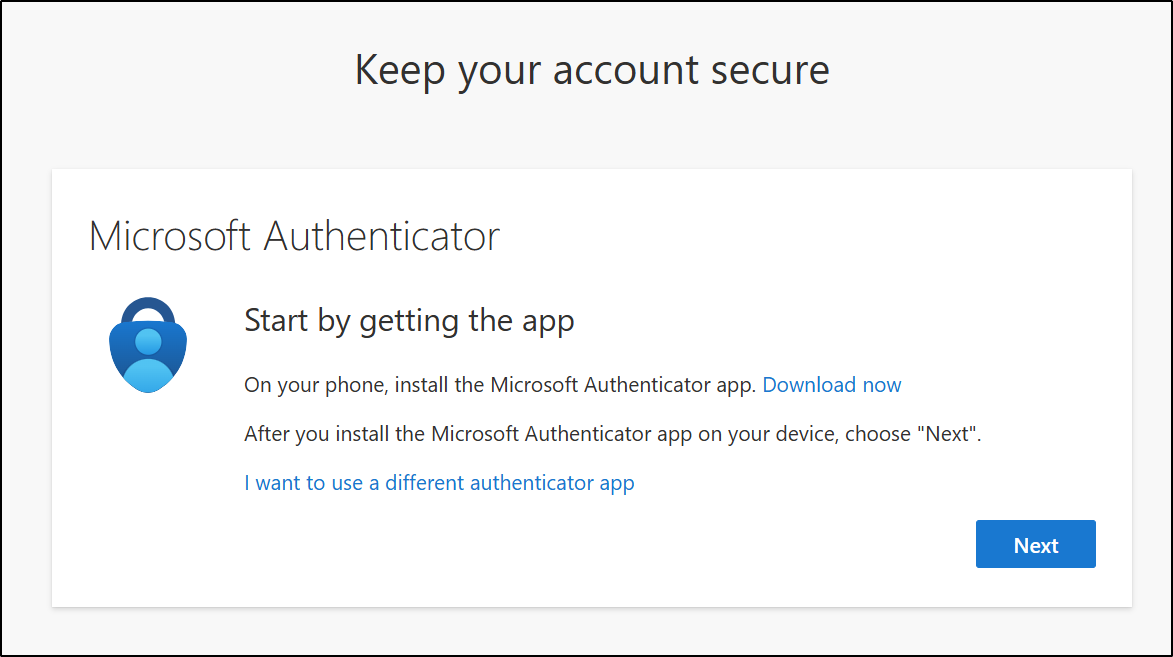 Keep your account secure
Microsoft Authenticator
Start by getting the app
On your phone, install the Microsoft Authenticator app. Download now
After you install the Microsoft Authenticator app on your device, choose "Next".
I want to use a different authenticator app
Next